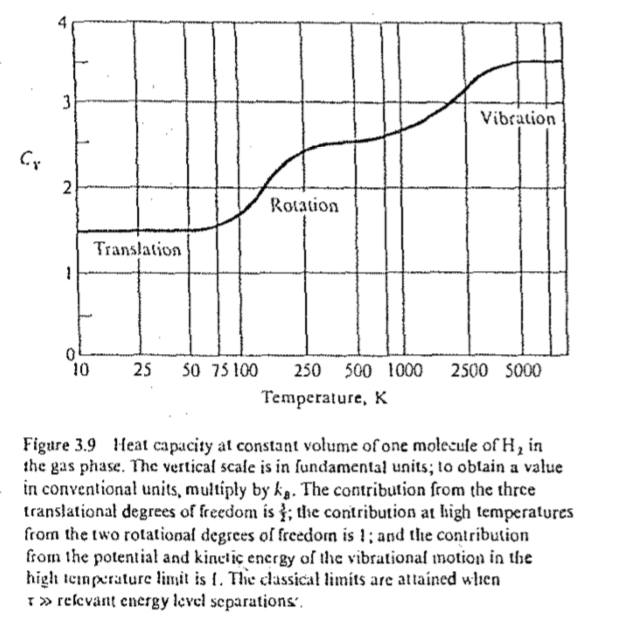 4
3
Vibration
Cv
2
Rotation
Translation
1
0
10 25 50 75 100 250 500 1000 2500 5000
Temperature, K
Figure 3.9 Heat capacity at constant volume of one molecule of H2 in
the gas phase. The vertical scale is in fundamental units; to obtain a value
in conventional units, multiply by kB. The contribution from the three
translational degrees of freedom is ; the contribution at high temperatures
from the two rotational degrees of freedom is 1; and the contribution
from the potential and kinetic energy of the vibrational motion in the
high temperature limit is 1. The classical limits are attained when
τ >> relevant energy level separations.